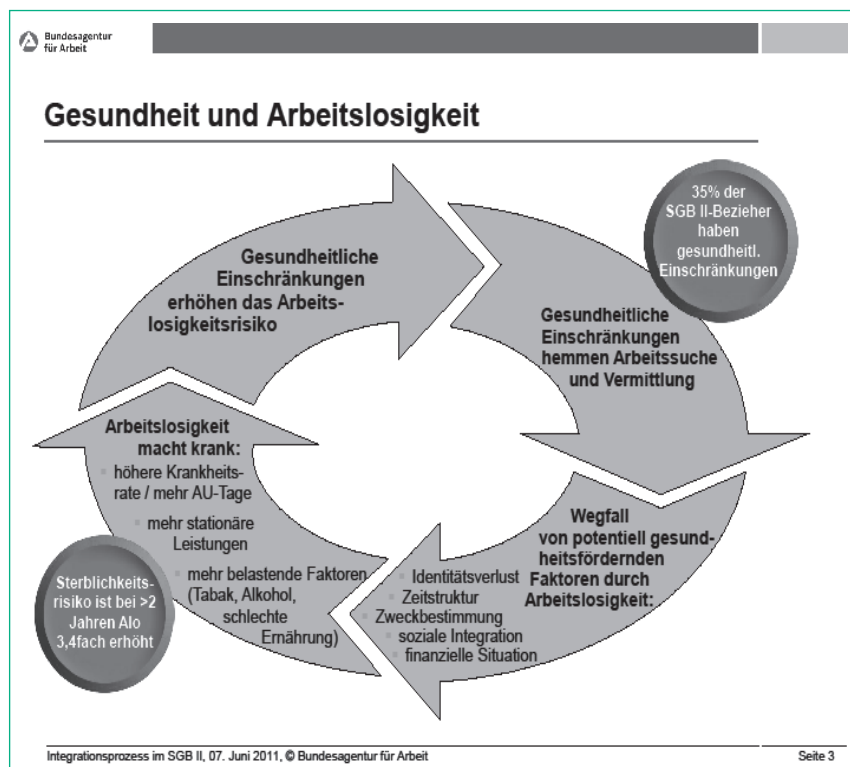 Bundesagentur
für Arbeit
Gesundheit und Arbeitslosigkeit
Gesundheitliche
Einschränkungen
erhöhen das Arbeits-
losigkeitsrisiko
35% der
SGB II-Bezieher
haben
gesundheitl.
Einschränkungen
Gesundheitliche
Einschränkungen
hemmen Arbeitssuche
und Vermittlung
Wegfall
von potentiell gesund-
heitsfördernden
Faktoren durch
Arbeitslosigkeit:
Identitätsverlust
Zeitstruktur
Zweckbestimmung
soziale Integration
finanzielle Situation
Arbeitslosigkeit
macht krank:
höhere Krankheits-
rate / mehr AU-Tage
mehr stationäre
Leistungen
mehr belastende Faktoren
(Tabak, Alkohol,
schlechte
Ernährung)
Sterblichkeits-
risiko ist bei >2
Jahren Alo
3,4fach erhöht
Integrationsprozess im SGB II, 07. Juni 2011, © Bundesagentur für Arbeit
Seite 3